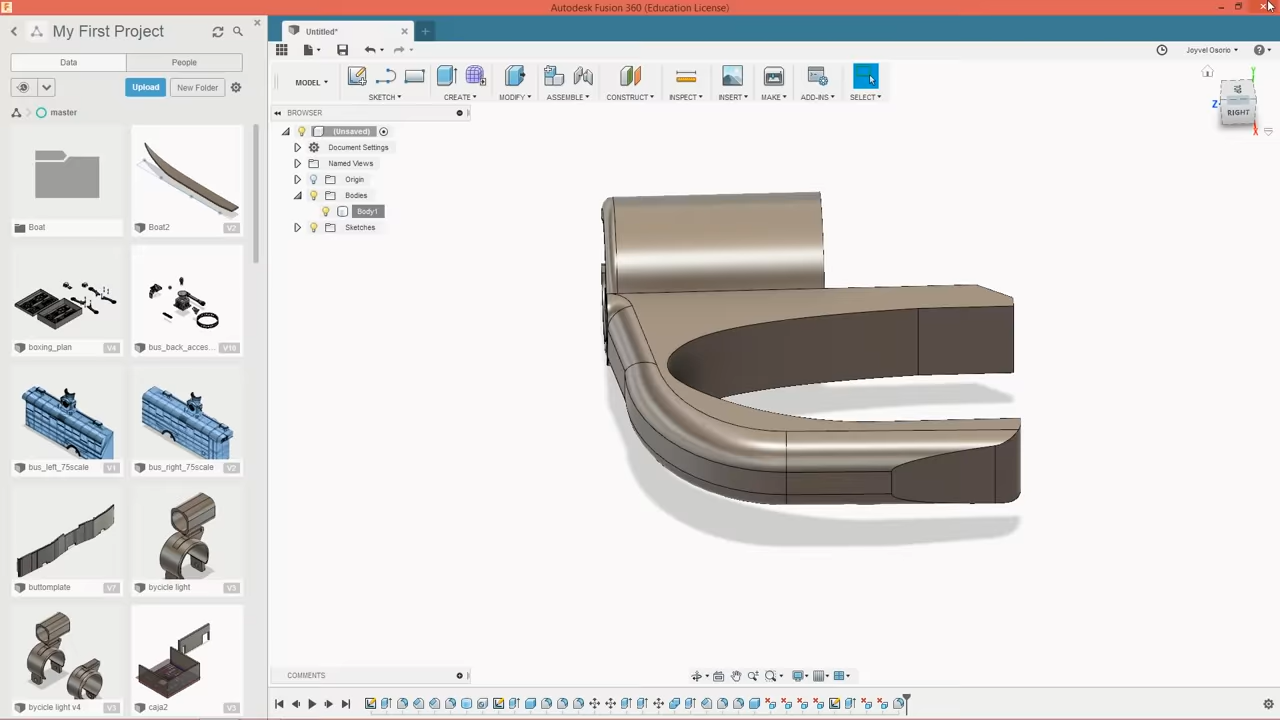 Autodesk Fusion 360 (Education License)
My First Project
Untitled*
Data
People
Joyvel Osorio
MODEL
SKETCH
CREATE
MODIFY
ASSEMBLE
CONSTRUCT
INSPECT
INSERT
MAKE
ADD-INS
SELECT
Upload
New Folder
master
BROWSER
(Unsaved)
Document Settings
Named Views
Origin
Bodies
Body1
Sketches
Y
Z
X
RIGHT
Boat
Boat2
V2
boxing_plan
V4
bus_back_acces...
V10
bus_left_75scale
V1
bus_right_75scale
V2
buttomplate
V7
bycicle light
V3
bycicle light v4
V3
caja2
V2
COMMENTS